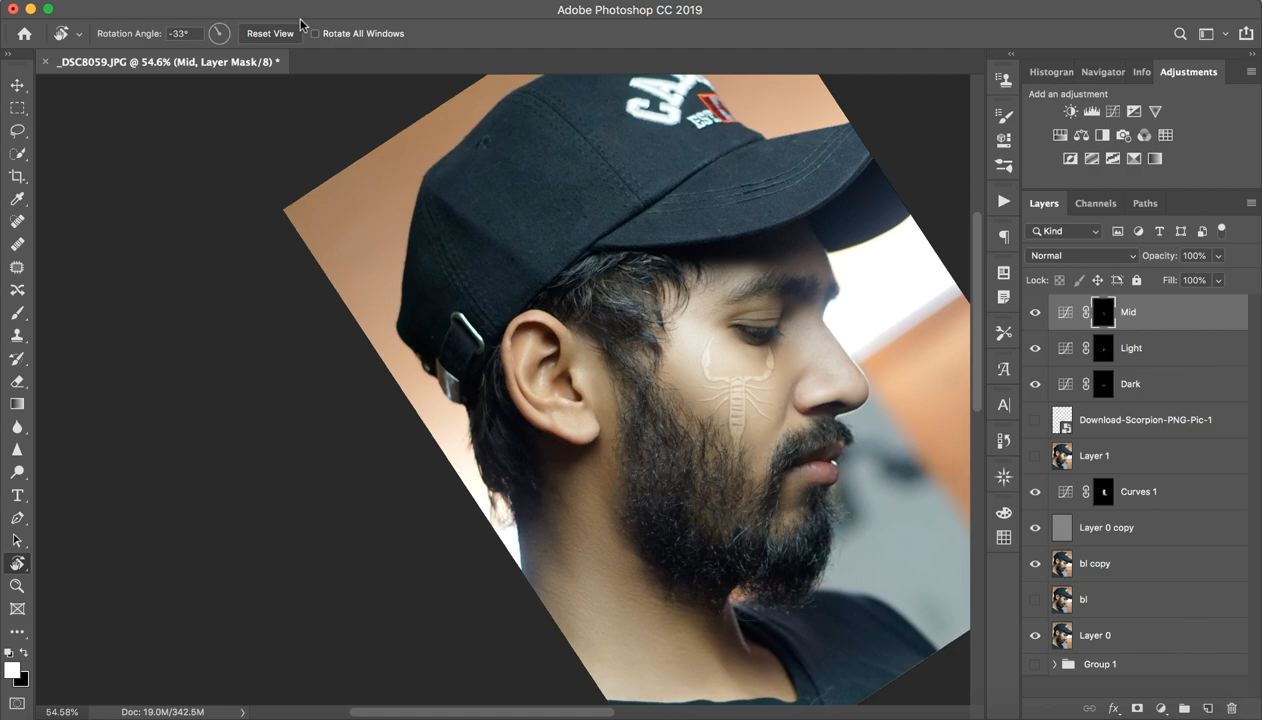 Adobe Photoshop CC 2019
Rotation Angle: -33° Reset View Rotate All Windows
_DSC8059.JPG @ 54.6% (Mid, Layer Mask/8) *
Histogran Navigator Info Adjustments
Add an adjustment
Layers Channels Paths
Kind
Normal Opacity: 100%
Lock: Fill: 100%
Mid
Light
Dark
Download-Scorpion-PNG-Pic-1
Layer 1
Curves 1
Layer 0 copy
bl copy
bl
Layer 0
Group 1
EST
54.58% Doc: 19.0M/342.5M